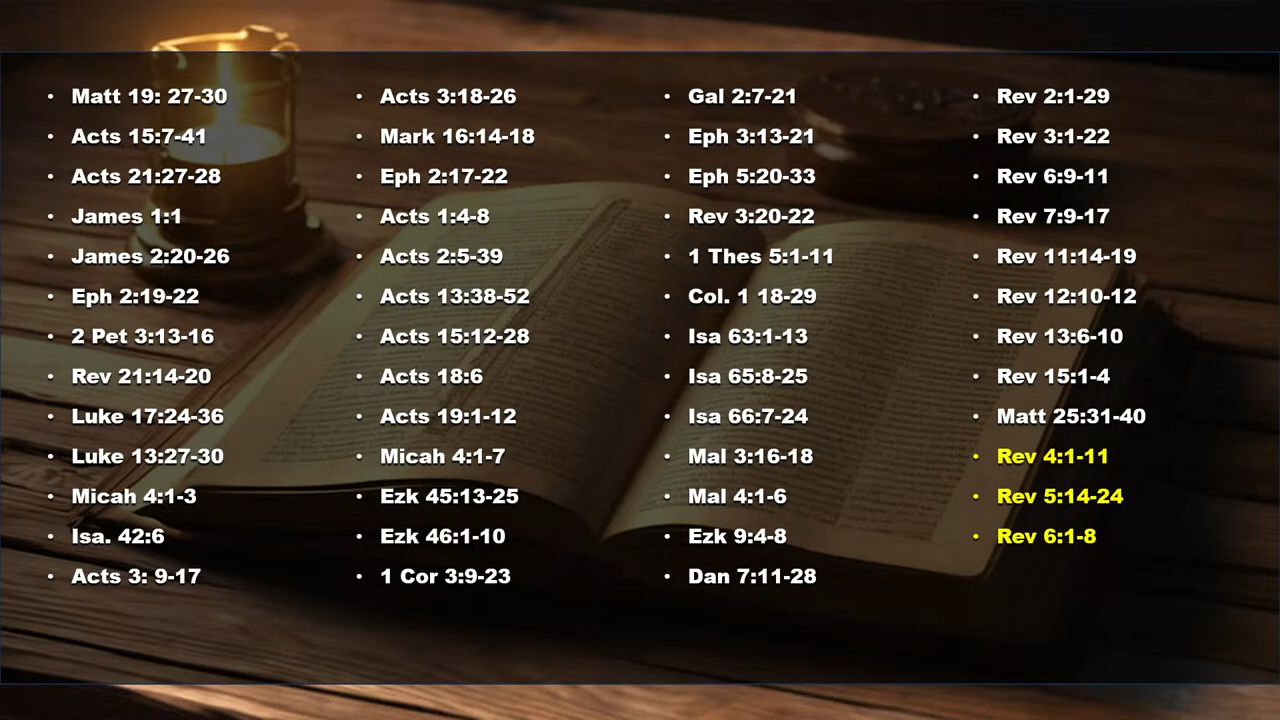 • Matt 19: 27-30
• Acts 15:7-41
• Acts 21:27-28
• James 1:1
• James 2:20-26
• Eph 2:19-22
• 2 Pet 3:13-16
• Rev 21:14-20
• Luke 17:24-36
• Luke 13:27-30
• Micah 4:1-3
• Isa. 42:6
• Acts 3: 9-17
• Acts 3:18-26
• Mark 16:14-18
• Eph 2:17-22
• Acts 1:4-8
• Acts 2:5-39
• Acts 13:38-52
• Acts 15:12-28
• Acts 18:6
• Acts 19:1-12
• Micah 4:1-7
• Ezk 45:13-25
• Ezk 46:1-10
• 1 Cor 3:9-23
• Gal 2:7-21
• Eph 3:13-21
• Eph 5:20-33
• Rev 3:20-22
• 1 Thes 5:1-11
• Col. 1 18-29
• Isa 63:1-13
• Isa 65:8-25
• Isa 66:7-24
• Mal 3:16-18
• Mal 4:1-6
• Ezk 9:4-8
• Dan 7:11-28
• Rev 2:1-29
• Rev 3:1-22
• Rev 6:9-11
• Rev 7:9-17
• Rev 11:14-19
• Rev 12:10-12
• Rev 13:6-10
• Rev 15:1-4
• Matt 25:31-40
• Rev 4:1-11
• Rev 5:14-24
• Rev 6:1-8